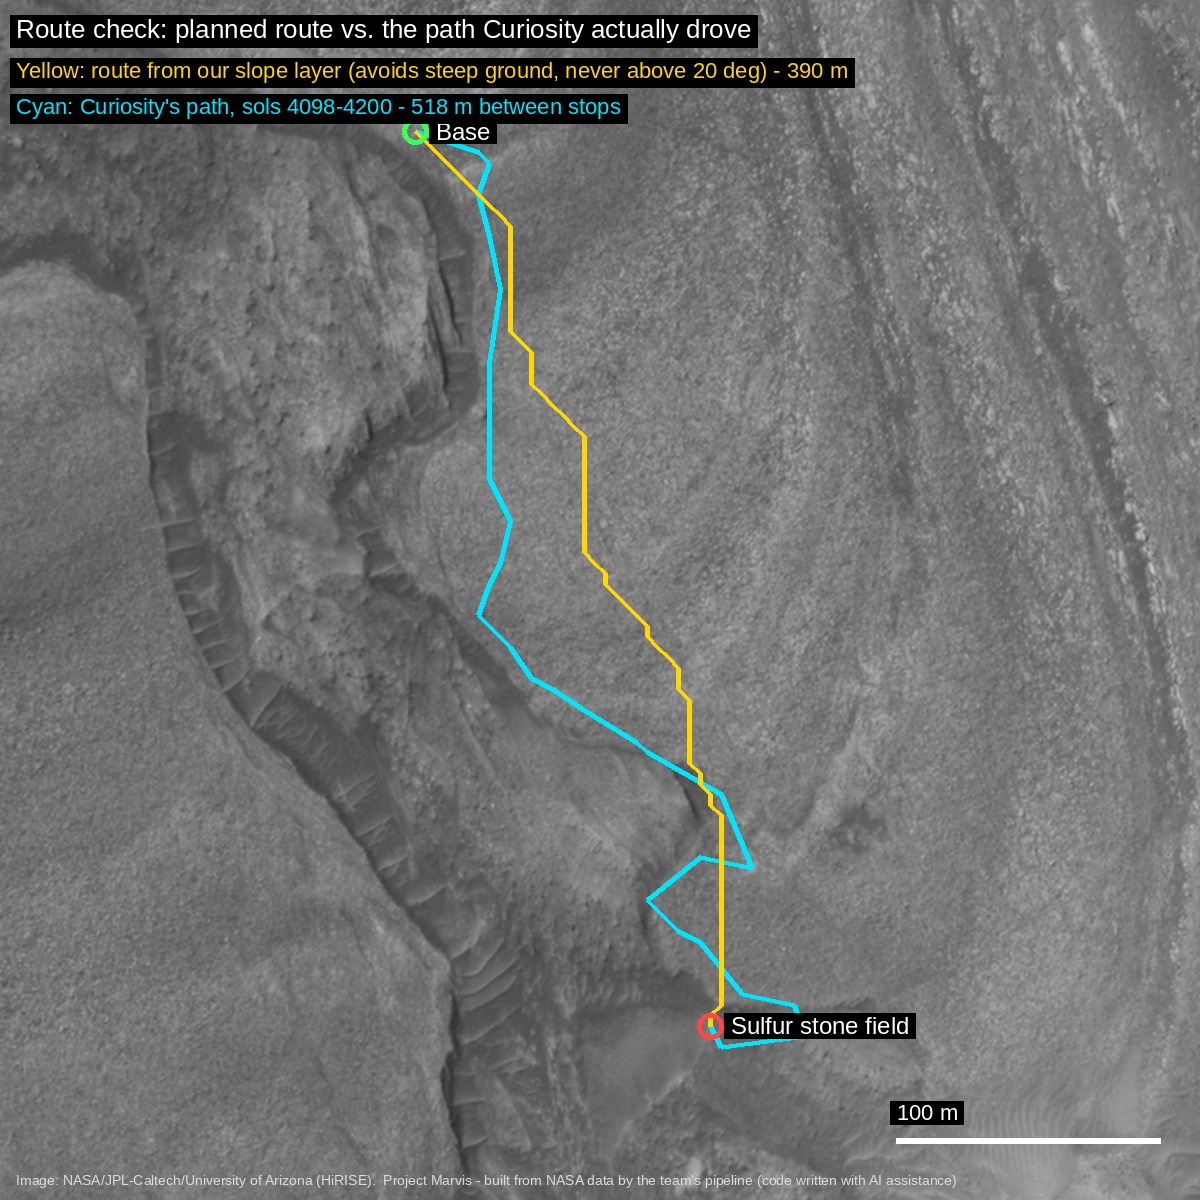 Route check: planned route vs. the path Curiosity actually drove
Yellow: route from our slope layer (avoids steep ground, never above 20 deg) - 390 m
Cyan: Curiosity's path, sols 4098-4200 - 518 m between stops
Base
Sulfur stone field
100 m
Image: NASA/JPL-Caltech/University of Arizona (HiRISE).  Project Marvis - built from NASA data by the team's pipeline (code written with AI assistance)